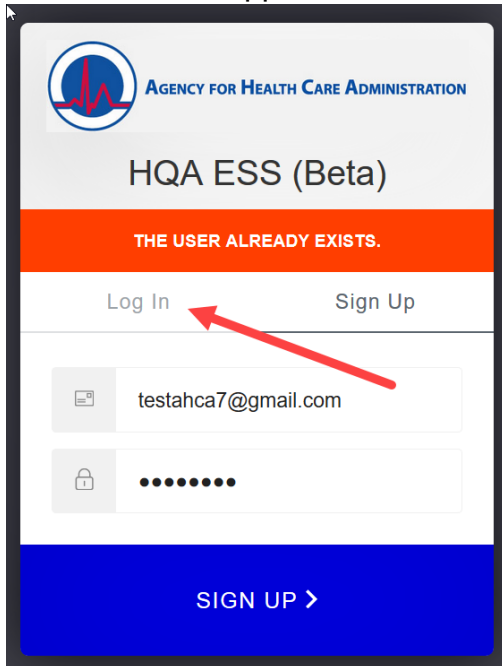 AGENCY FOR HEALTH CARE ADMINISTRATION
HQA ESS (Beta)
THE USER ALREADY EXISTS.
Log In Sign Up
testahca7@gmail.com
••••••••
SIGN UP >